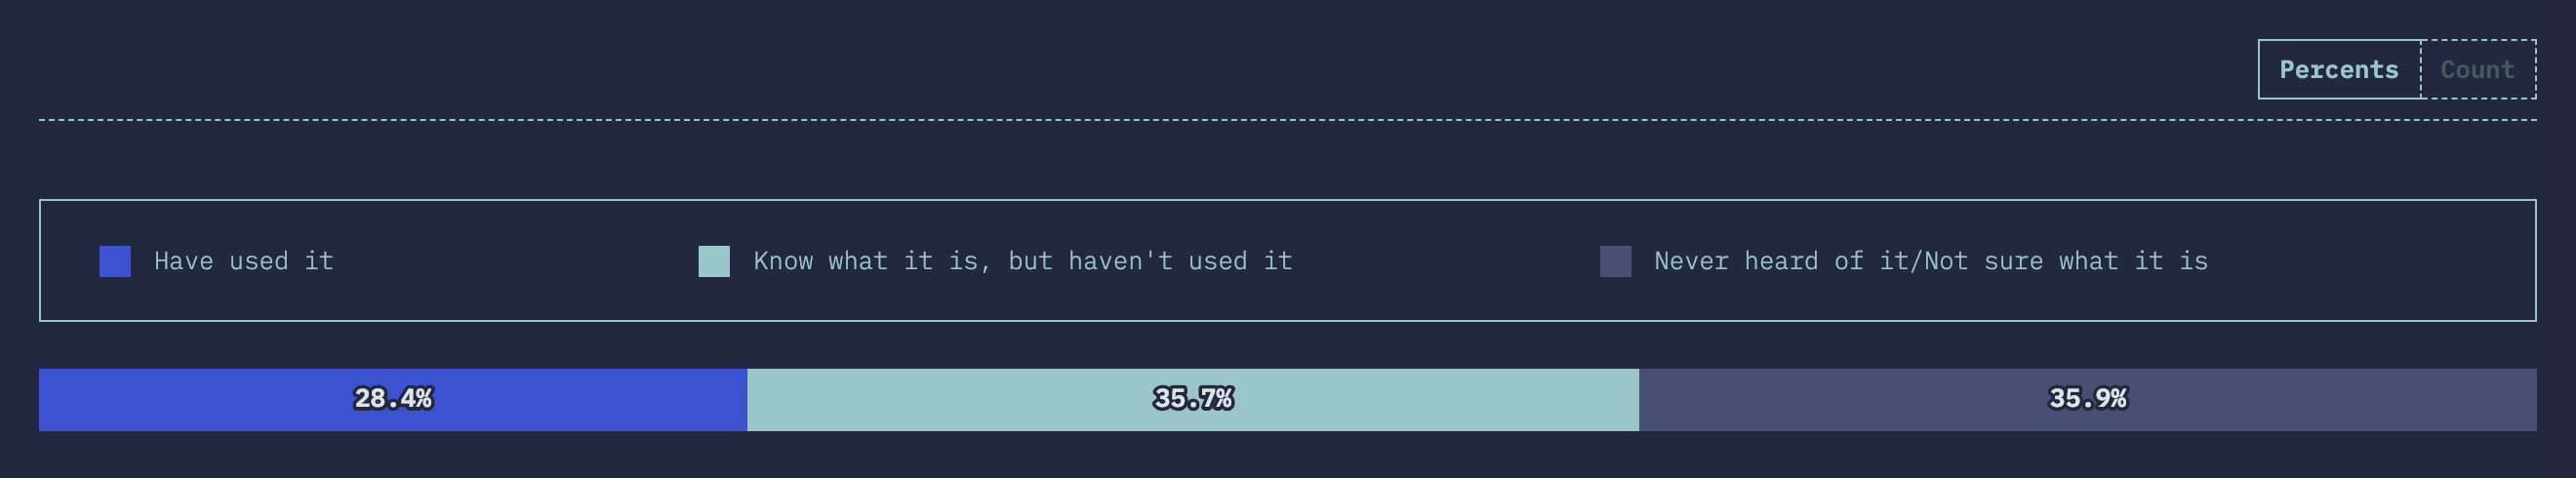 Percents Count
Have used it Know what it is, but haven't used it Never heard of it/Not sure what it is
28.4% 35.7% 35.9%